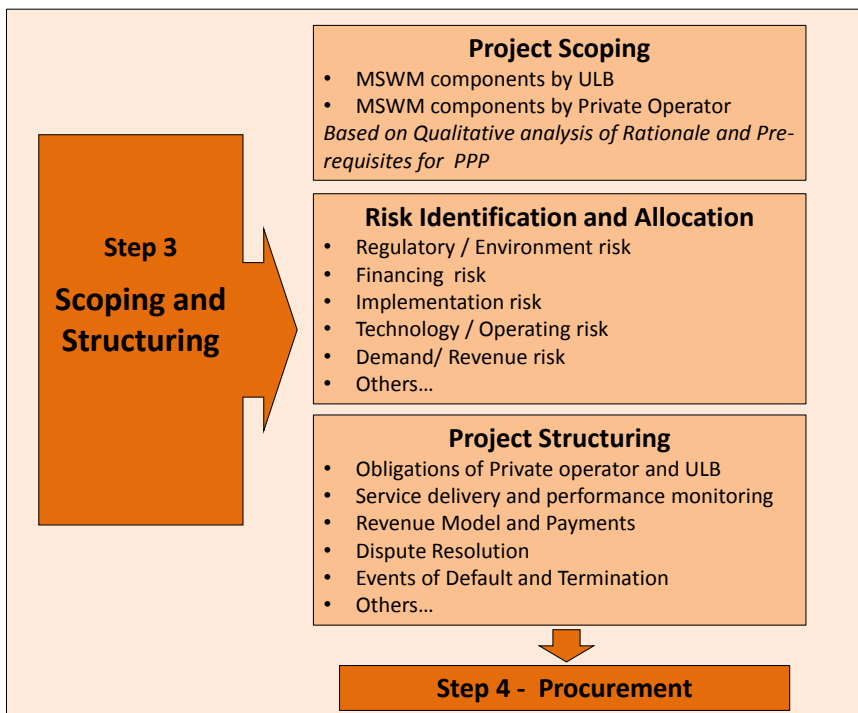 Project Scoping
• MSWM components by ULB
• MSWM components by Private Operator
Based on Qualitative analysis of Rationale and Pre-
requisites for PPP
Step 3
Scoping and
Structuring
Risk Identification and Allocation
• Regulatory / Environment risk
• Financing risk
• Implementation risk
• Technology / Operating risk
• Demand/ Revenue risk
• Others...
Project Structuring
• Obligations of Private operator and ULB
• Service delivery and performance monitoring
• Revenue Model and Payments
• Dispute Resolution
• Events of Default and Termination
• Others...
Step 4 - Procurement